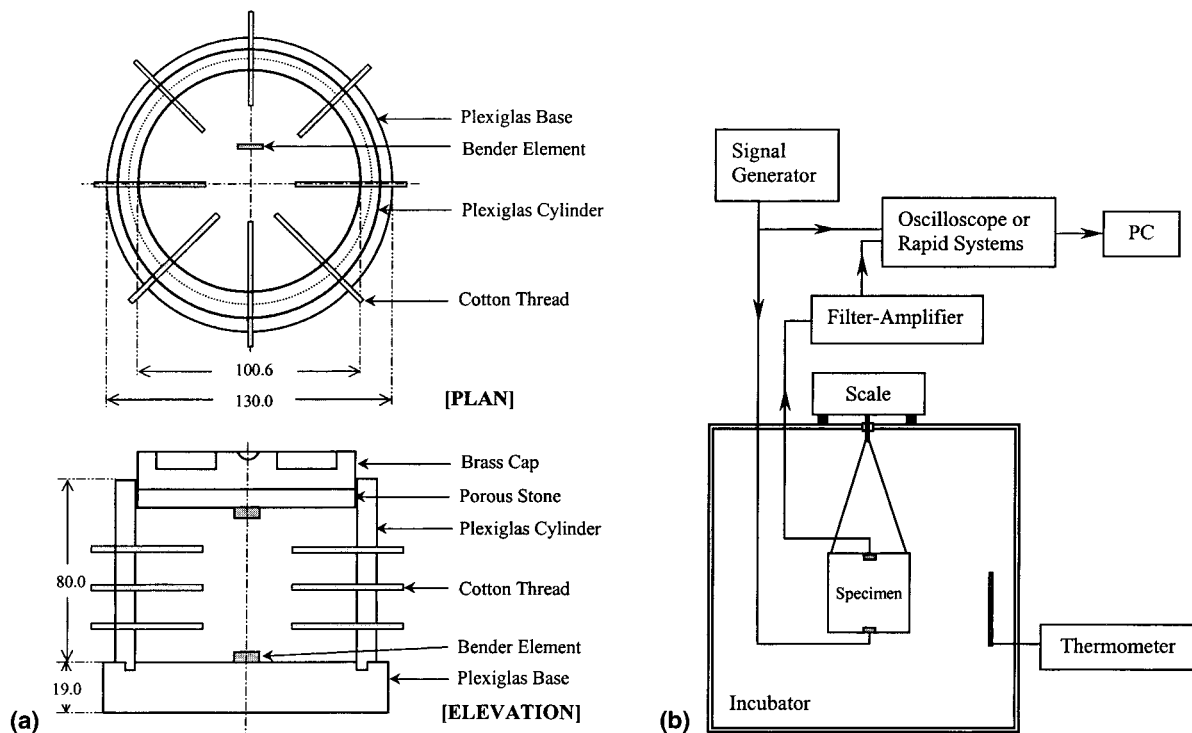 Plexiglas Base
Bender Element
Plexiglas Cylinder
Cotton Thread
100.6
130.0
[PLAN]
Brass Cap
Porous Stone
Plexiglas Cylinder
80.0
Cotton Thread
Bender Element
19.0
Plexiglas Base
(a)
[ELEVATION]
Signal
Generator
Oscilloscope or
Rapid Systems
PC
Filter-Amplifier
Scale
Specimen
Thermometer
Incubator
(b)